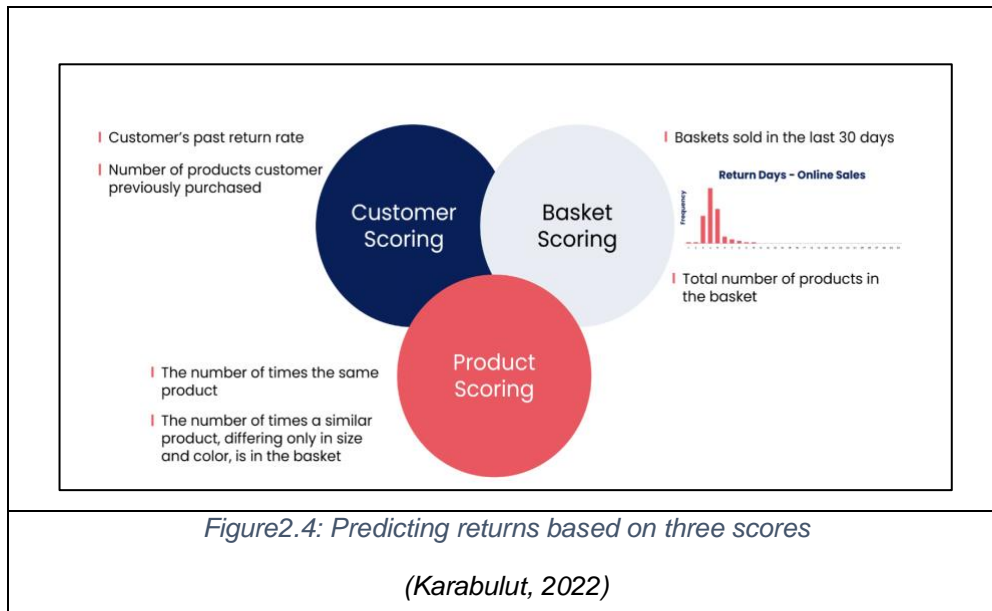 Customer's past return rate
Number of products customer
previously purchased
Customer
Scoring
Basket
Scoring
Baskets sold in the last 30 days
Return Days - Online Sales
Frequency
Total number of products in
the basket
Product
Scoring
The number of times the same
product
The number of times a similar
product, differing only in size
and color, is in the basket
Figure2.4: Predicting returns based on three scores
(Karabulut, 2022)